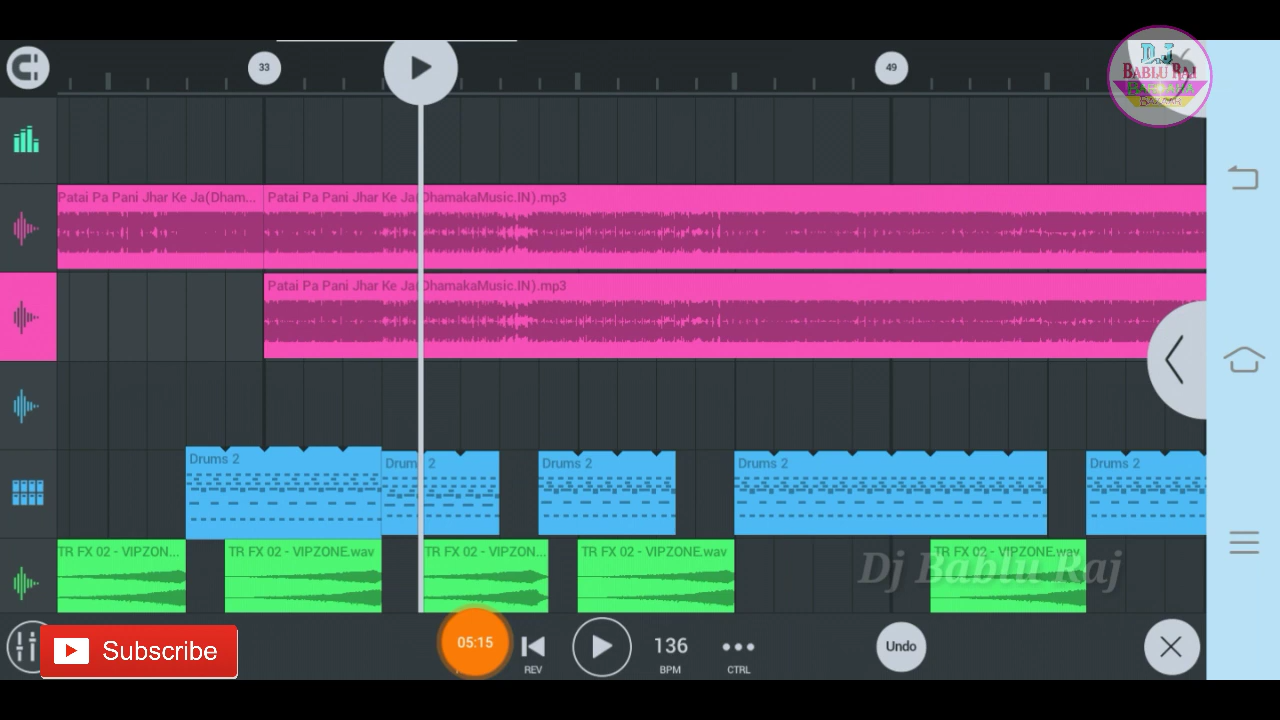 33
49
DJ
BABLU RAJ
Patai Pa Pani Jhar Ke Ja(Dham...
Patai Pa Pani Jhar Ke Ja(DhamakaMusic.IN).mp3
Patai Pa Pani Jhar Ke Ja(DhamakaMusic.IN).mp3
Drums 2
Drums 2
Drums 2
Drums 2
Drums 2
TR FX 02 - VIPZON...
TR FX 02 - VIPZONE.wav
TR FX 02 - VIPZON...
TR FX 02 - VIPZONE.wav
TR FX 02 - VIPZONE.wav
Dj Bablu Raj
Subscribe
05:15
REV
136
BPM
CTRL
Undo